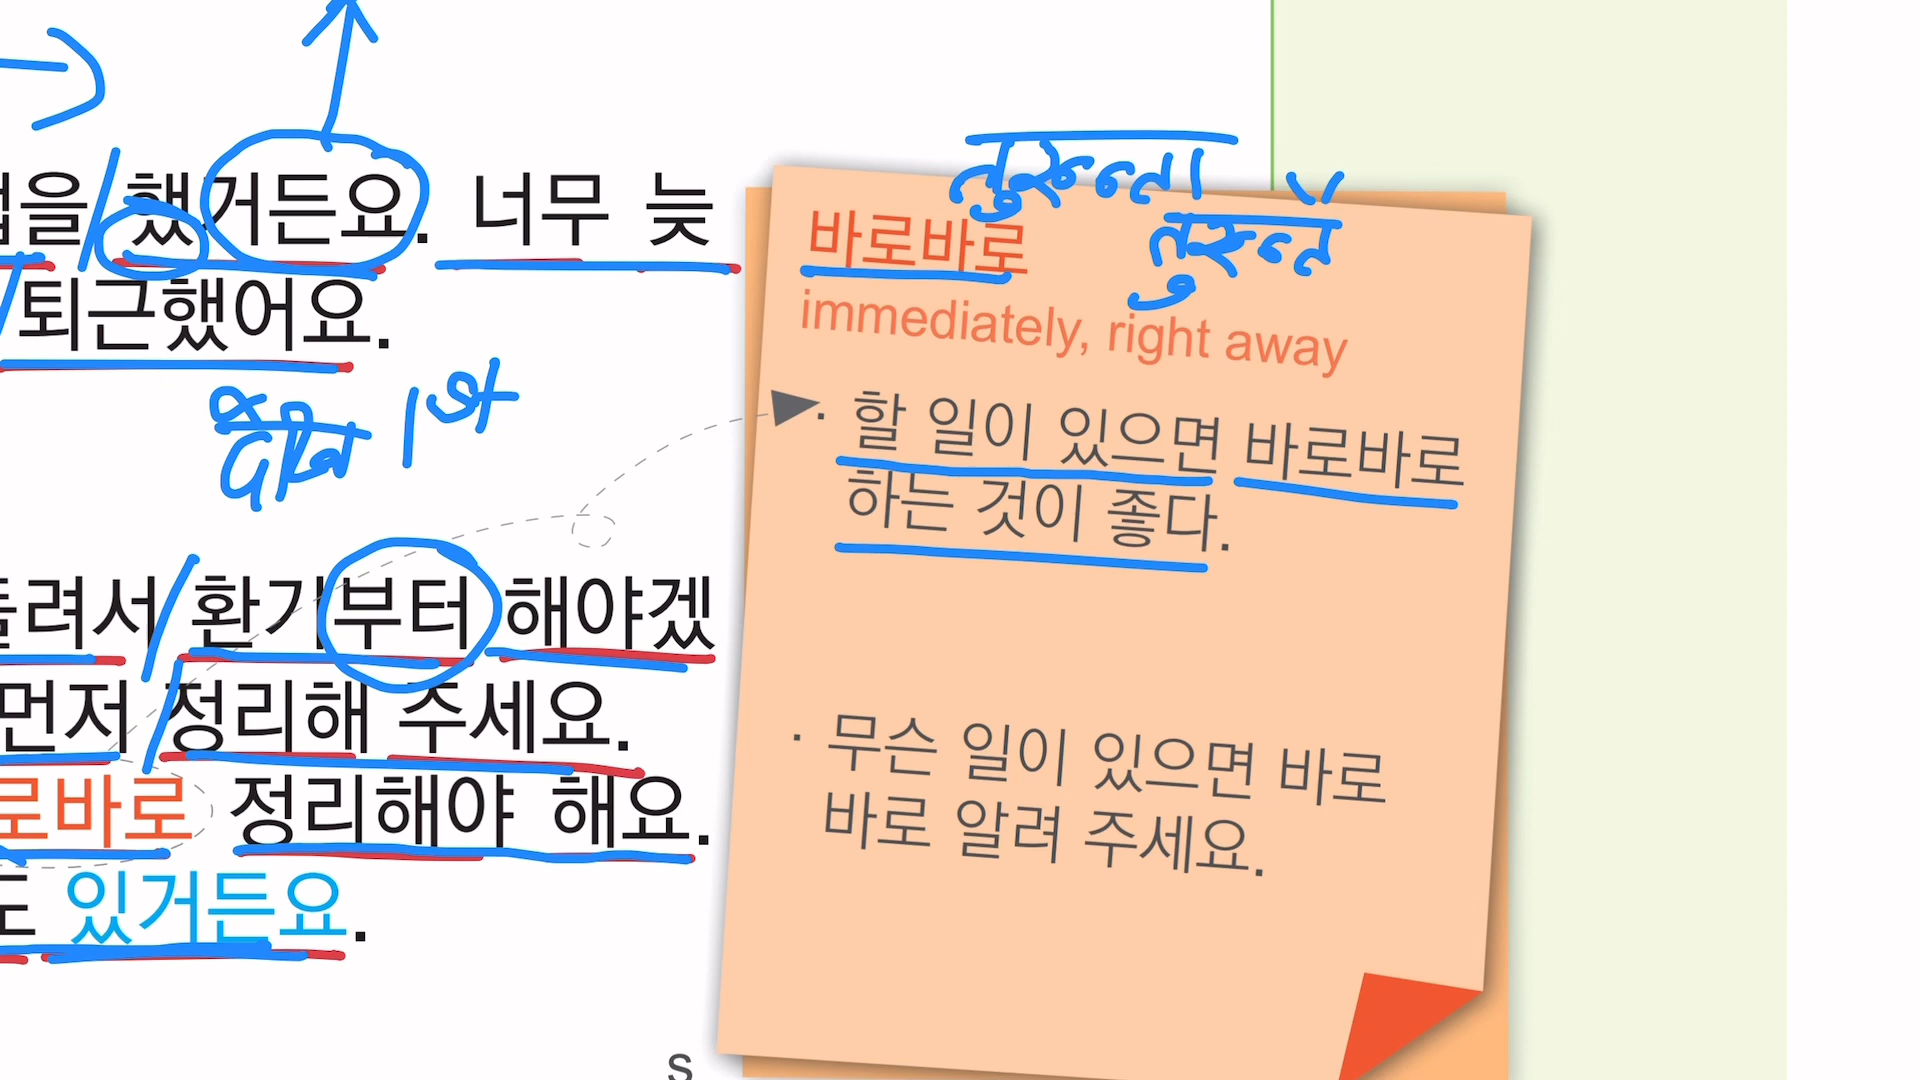 을 했거든요. 너무 늦
퇴근했어요.
1st
려서 환기부터 해야겠
먼저 정리해 주세요.
로바로 정리해야 해요.
도 있거든요.
तुरुन्ता
तुरुन्तै
바로바로
immediately, right away
· 할 일이 있으면 바로바로
하는 것이 좋다.
· 무슨 일이 있으면 바로
바로 알려 주세요.
s